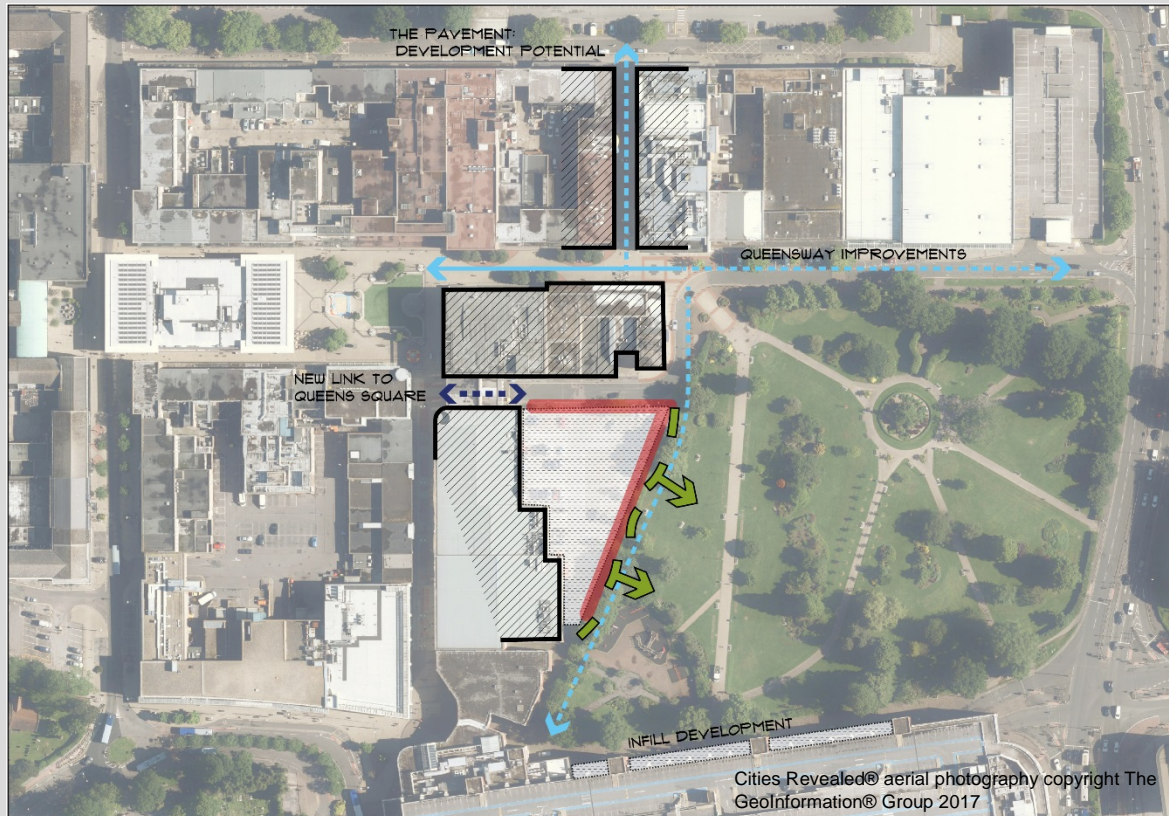 THE PAVEMENT:
DEVELOPMENT POTENTIAL
QUEENSWAY IMPROVEMENTS
NEW LINK TO
QUEENS SQUARE
INFILL DEVELOPMENT
Cities Revealed® aerial photography copyright The
GeoInformation® Group 2017